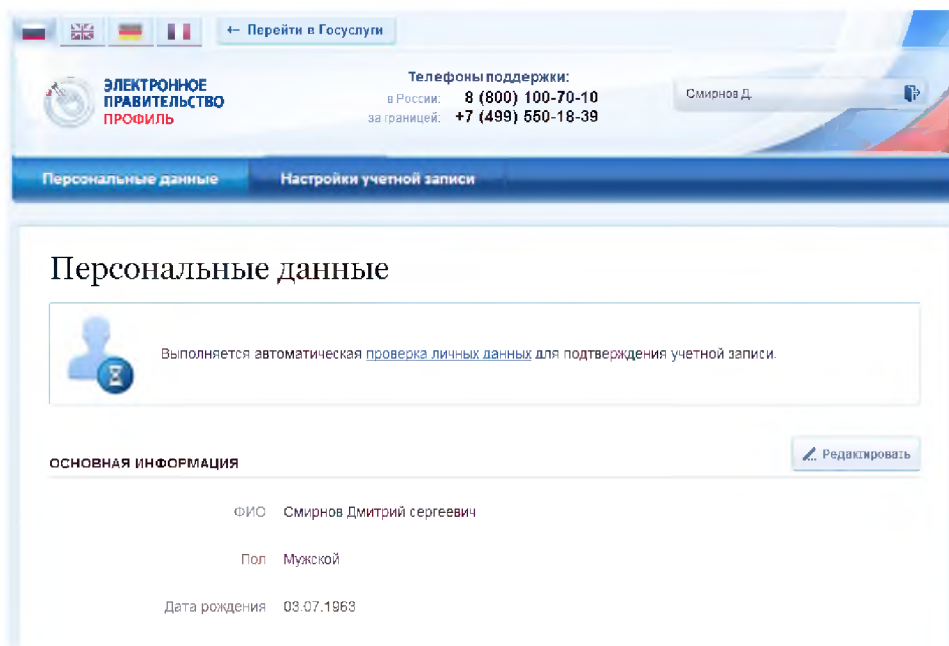 ← Перейти в Госуслуги
ЭЛЕКТРОННОЕ
ПРАВИТЕЛЬСТВО
ПРОФИЛЬ
Телефоны поддержки:
в России: 8 (800) 100-70-10
за границей: +7 (499) 550-18-39
Смирнов Д.
Персональные данные
Настройки учетной записи
Персональные данные
Выполняется автоматическая проверка личных данных для подтверждения учетной записи.
ОСНОВНАЯ ИНФОРМАЦИЯ
Редактировать
ФИО Смирнов Дмитрий сергеевич
Пол Мужской
Дата рождения 03.07.1963